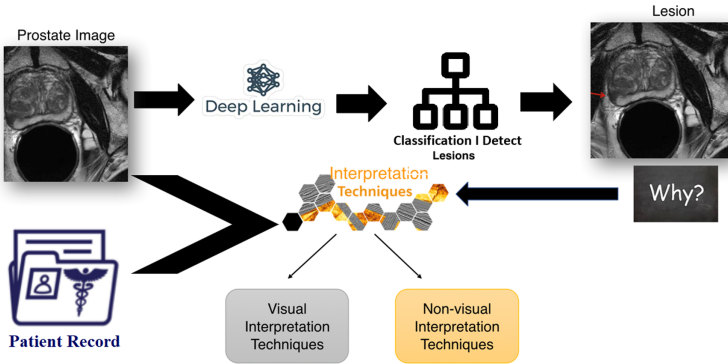 Prostate Image
Lesion
Deep Learning
Classification I Detect
Lesions
Interpretation
Techniques
Why?
Patient Record
Visual
Interpretation
Techniques
Non-visual
Interpretation
Techniques